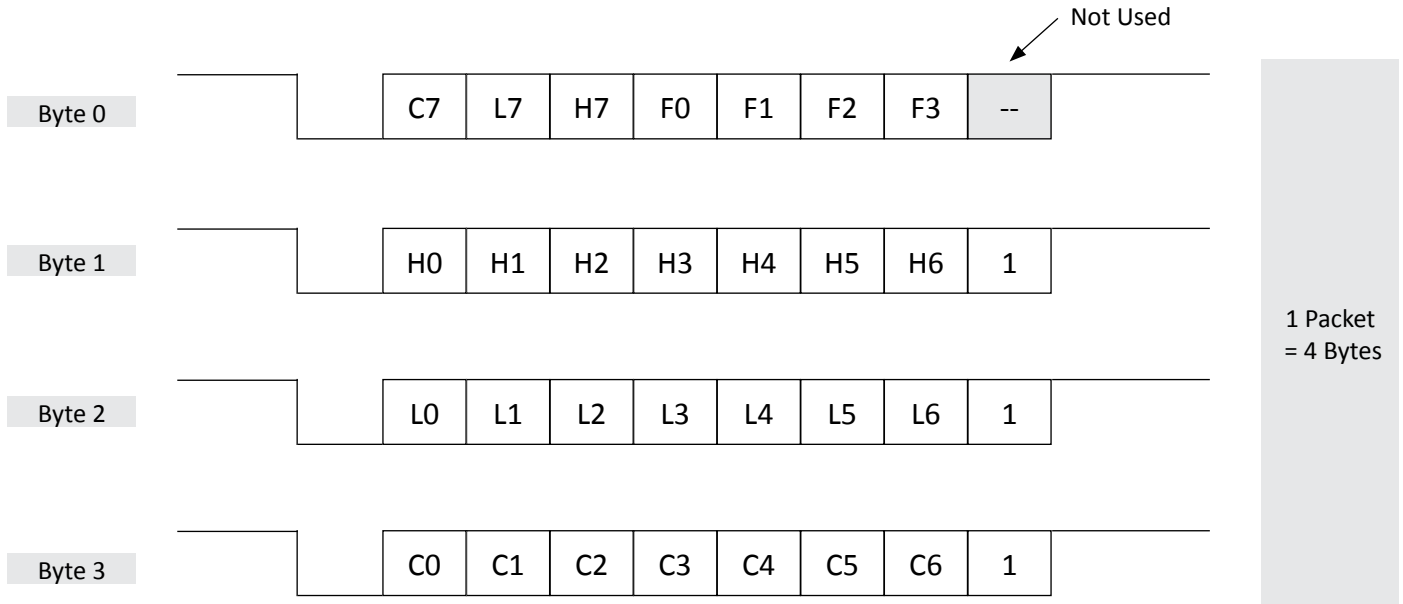 Not Used
Byte 0 C7 L7 H7 F0 F1 F2 F3 --
Byte 1 H0 H1 H2 H3 H4 H5 H6 1
1 Packet
= 4 Bytes
Byte 2 L0 L1 L2 L3 L4 L5 L6 1
Byte 3 C0 C1 C2 C3 C4 C5 C6 1